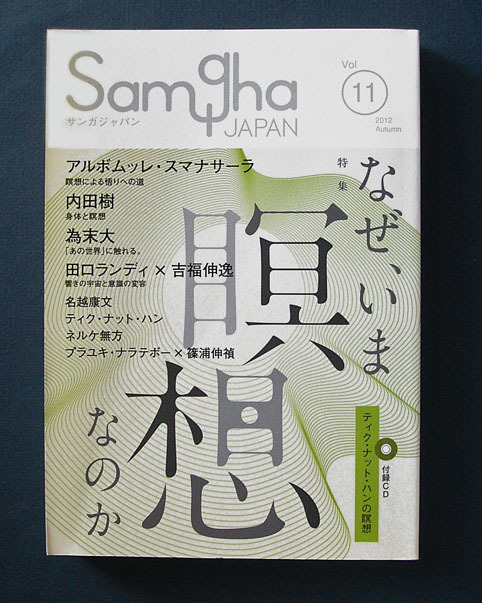 Samgha
JAPAN
サンガジャパン
Vol
11
2012
Autumn
特集
なぜ、いま
瞑想
なのか
アルボムッレ・スマナサーラ
瞑想による悟りへの道
内田樹
身体と瞑想
為末大
「あの世界」に触れる。
田口ランディ×吉福伸逸
響きの宇宙と意識の変容
名越康文
ティク・ナット・ハン
ネルケ無方
プラユキ・ナラテボー×篠浦伸禎
付録CD
ティク・ナット・ハンの瞑想